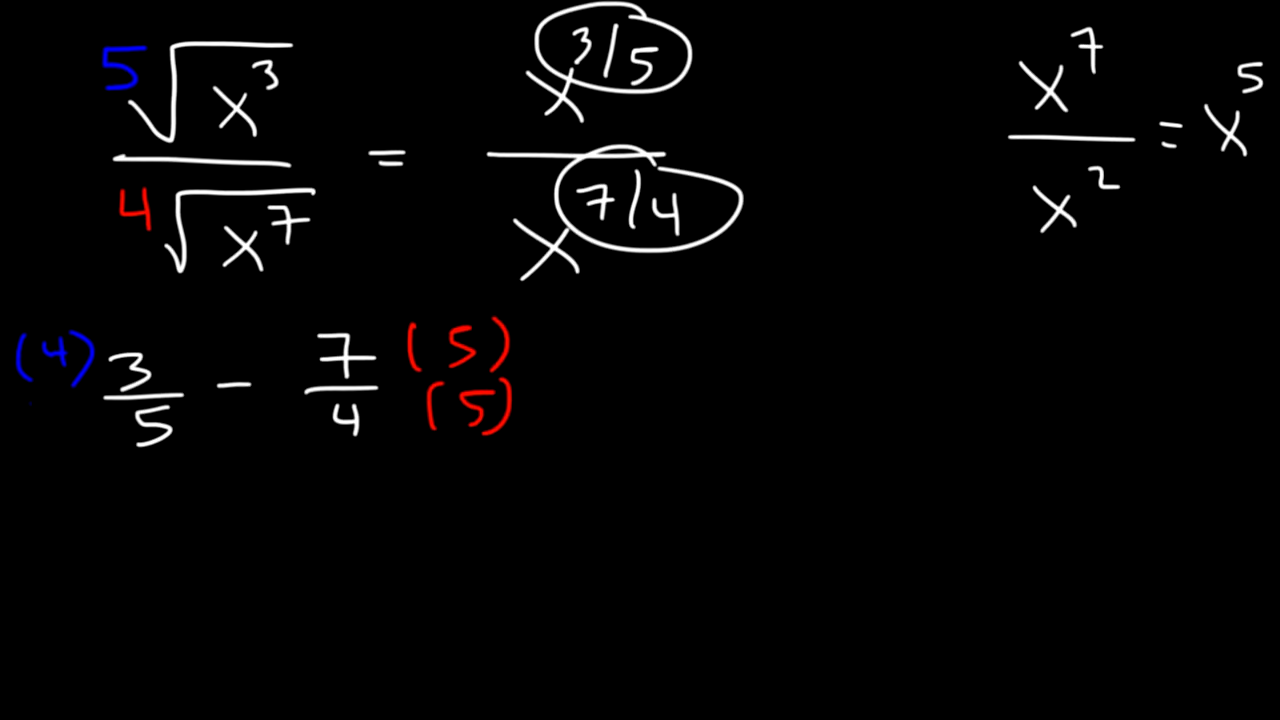 ⁵√x³ / ⁴√x⁷ = x^(3/5) / x^(7/4)
x⁷ / x² = x⁵
(4) 3/5 - 7/4 (5)/(5)